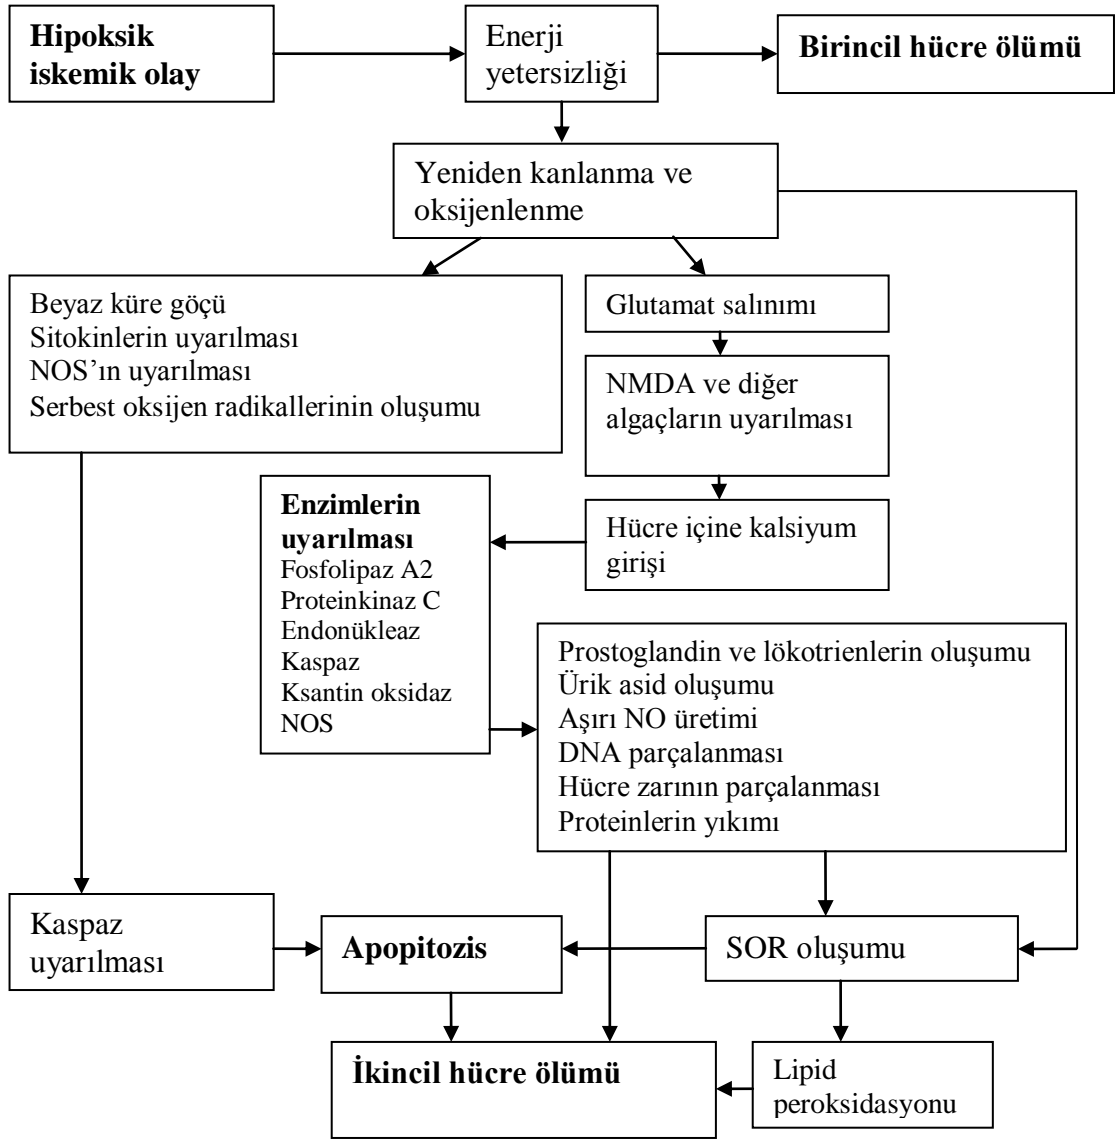 Hipoksik
iskemik olay
Enerji
yetersizliği
Birincil hücre ölümü
Yeniden kanlanma ve
oksijenlenme
Beyaz küre göçü
Sitokinlerin uyarılması
NOS’ın uyarılması
Serbest oksijen radikallerinin oluşumu
Glutamat salınımı
NMDA ve diğer
algaçların uyarılması
Hücre içine kalsiyum
girişi
Enzimlerin
uyarılması
Fosfolipaz A2
Proteinkinaz C
Endonükleaz
Kaspaz
Ksantin oksidaz
NOS
Prostoglandin ve lökotrienlerin oluşumu
Ürik asid oluşumu
Aşırı NO üretimi
DNA parçalanması
Hücre zarının parçalanması
Proteinlerin yıkımı
Kaspaz
uyarılması
Apopitozis
SOR oluşumu
İkincil hücre ölümü
Lipid
peroksidasyonu